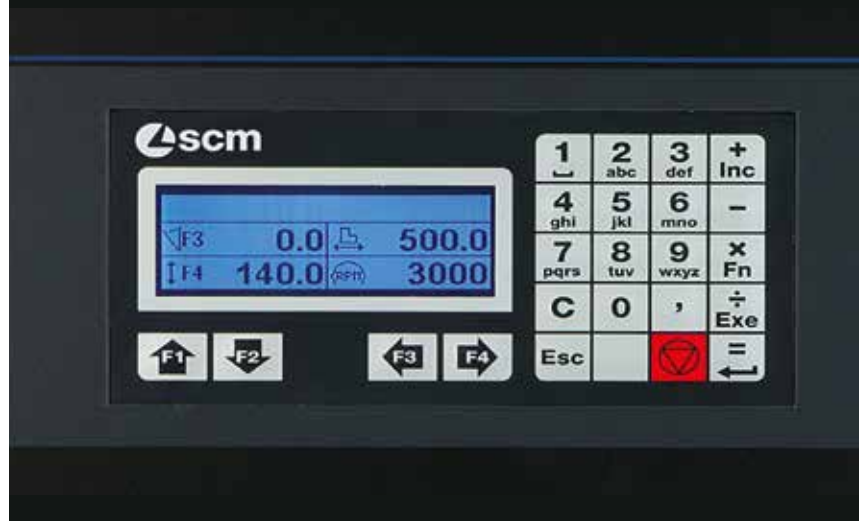 scm
F3 0.0 500.0
F4 140.0 RPM 3000
F1 F2 F3 F4
1 2 3 +
abc def Inc
4 5 6 -
ghi jkl mno
7 8 9 ×
pqrs tuv wxyz Fn
C 0 , ÷
Exe
Esc =